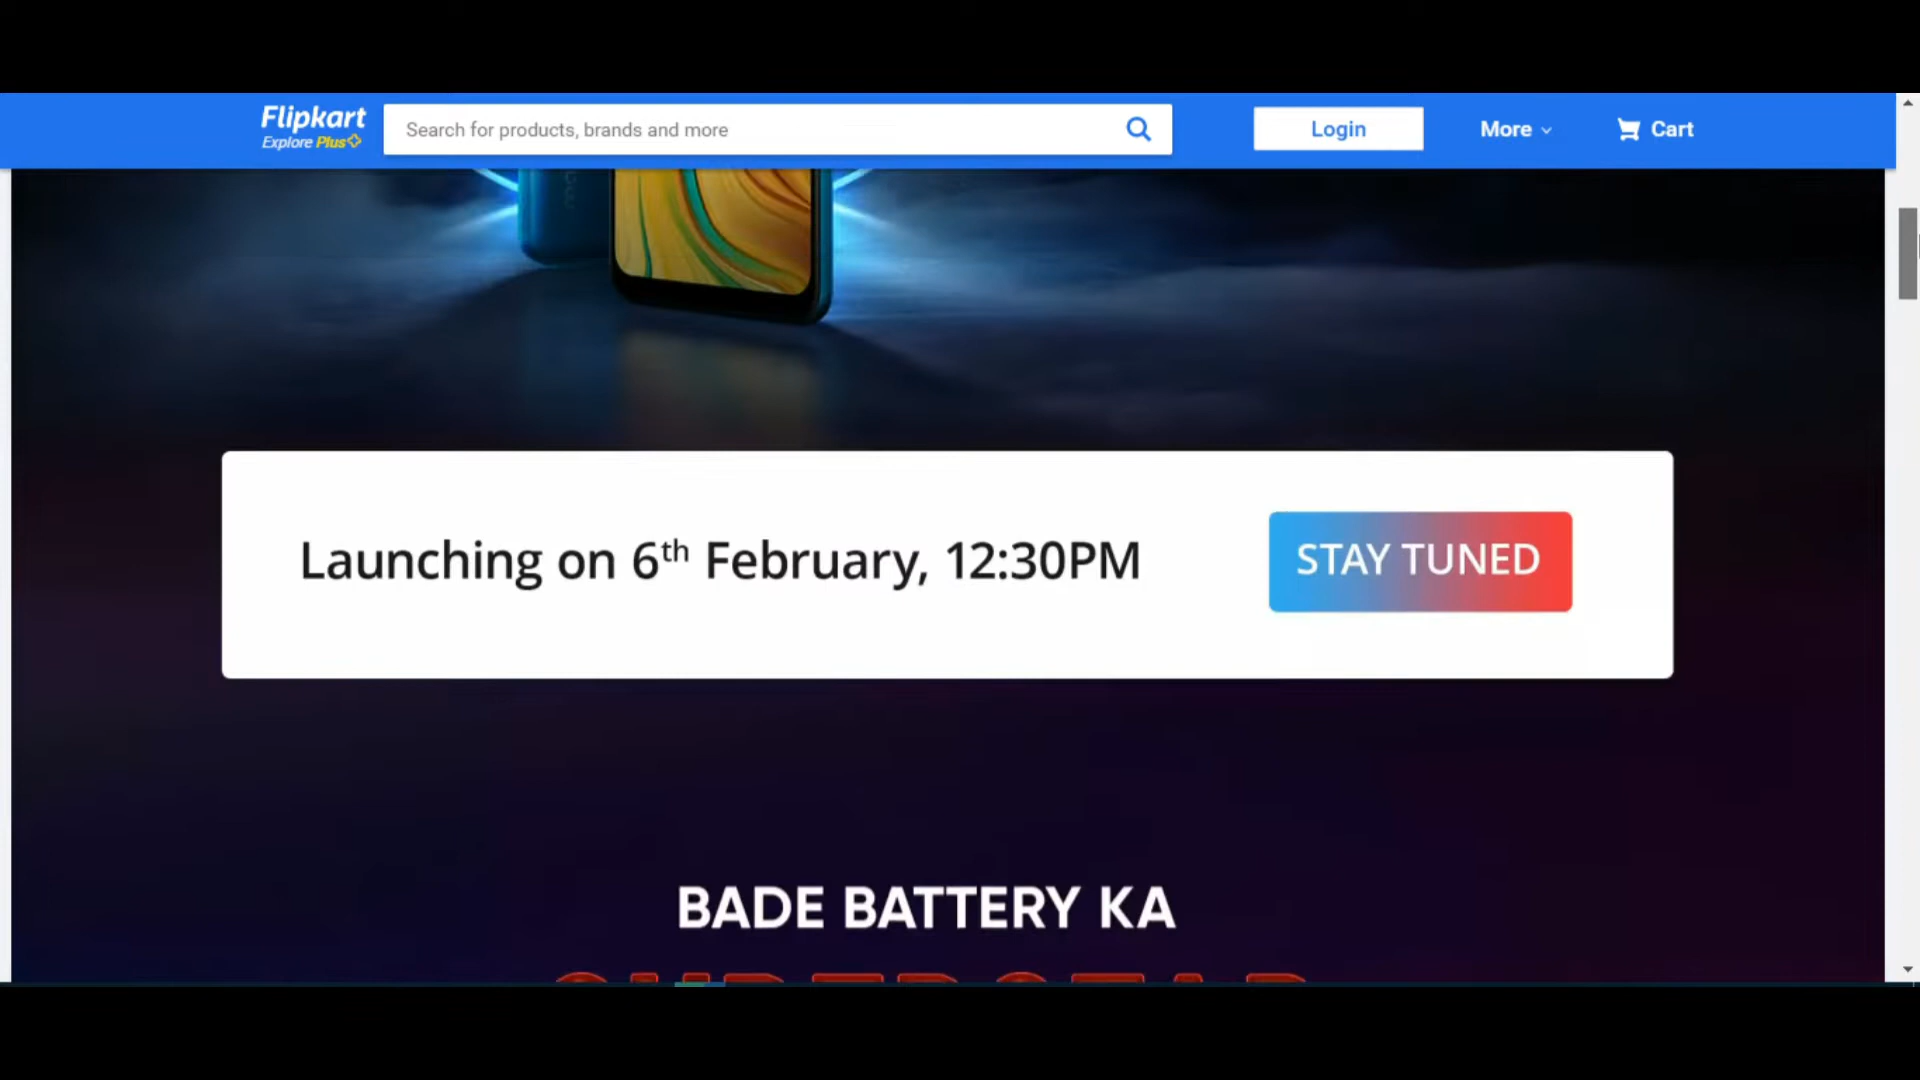 Flipkart
Explore Plus
Search for products, brands and more
Login
More
Cart
Launching on 6th February, 12:30PM
STAY TUNED
BADE BATTERY KA